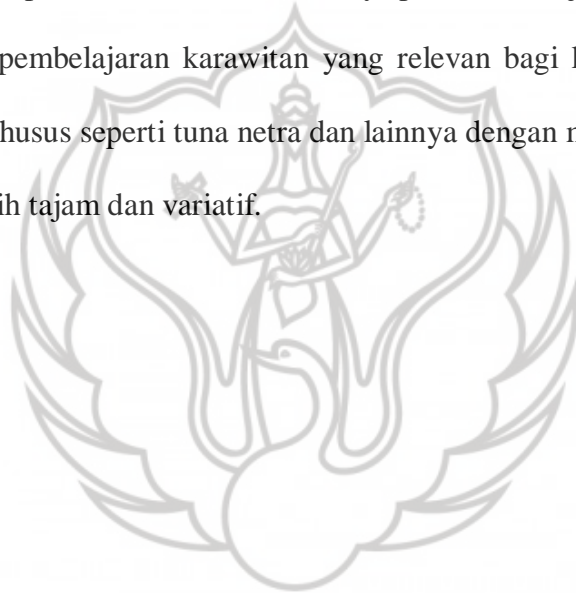 pembelajaran karawitan yang relevan bagi
husus seperti tuna netra dan lainnya dengan
ih tajam dan variatif.